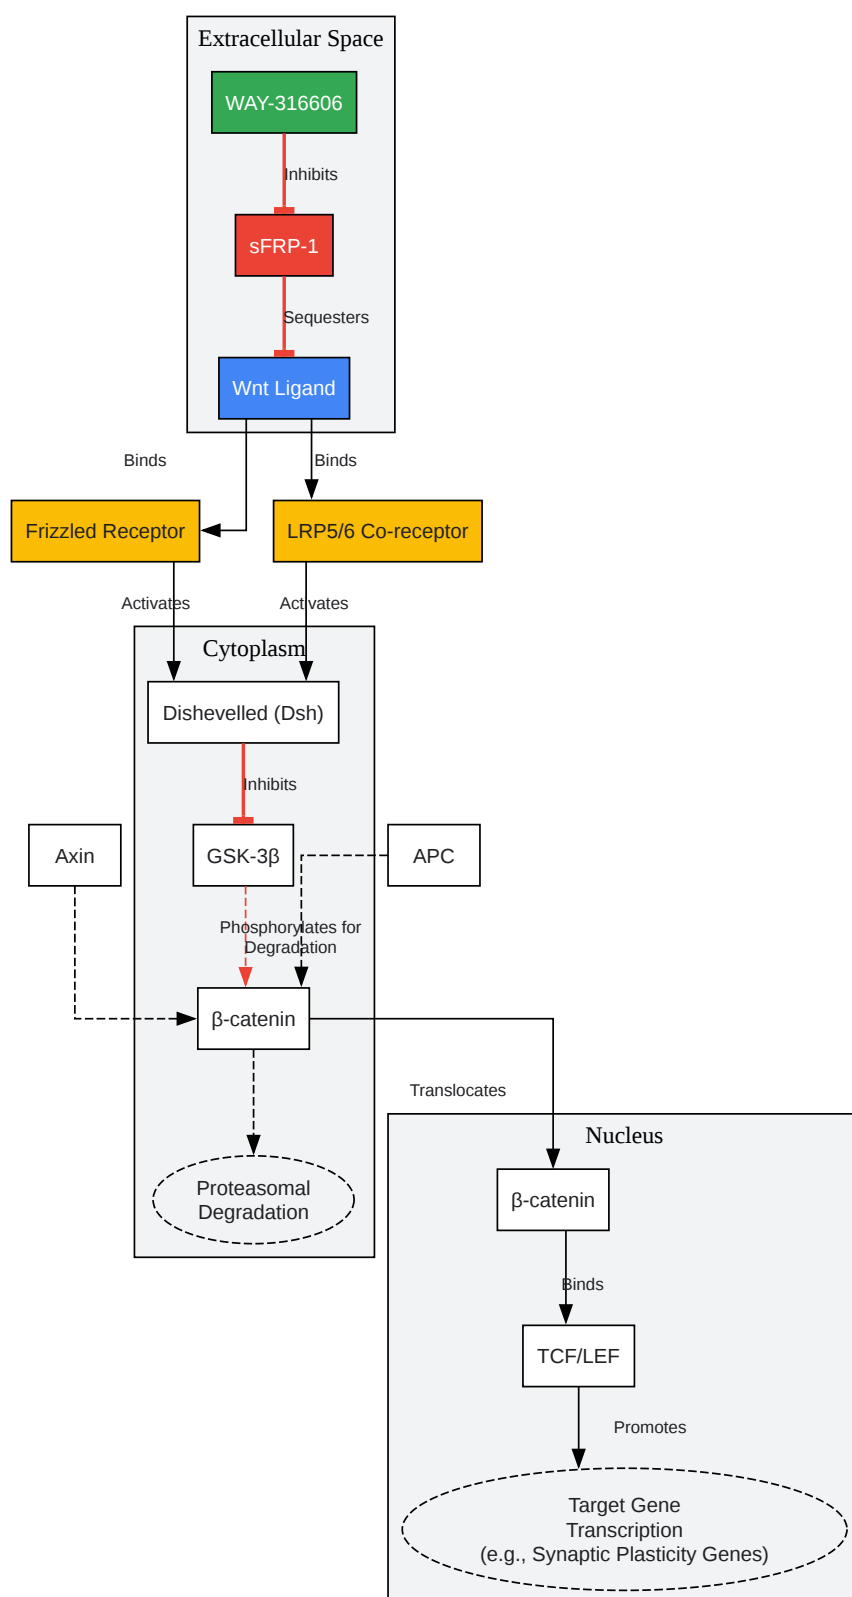 Extracellular Space
WAY-316606
Inhibits
sFRP-1
Sequesters
Wnt Ligand
Binds
Binds
Frizzled Receptor
LRP5/6 Co-receptor
Activates
Activates
Cytoplasm
Dishevelled (Dsh)
Inhibits
Axin
GSK-3β
APC
Phosphorylates for
Degradation
β-catenin
Translocates
Nucleus
Proteasomal
Degradation
β-catenin
Binds
TCF/LEF
Promotes
Target Gene
Transcription
(e.g., Synaptic Plasticity Genes)